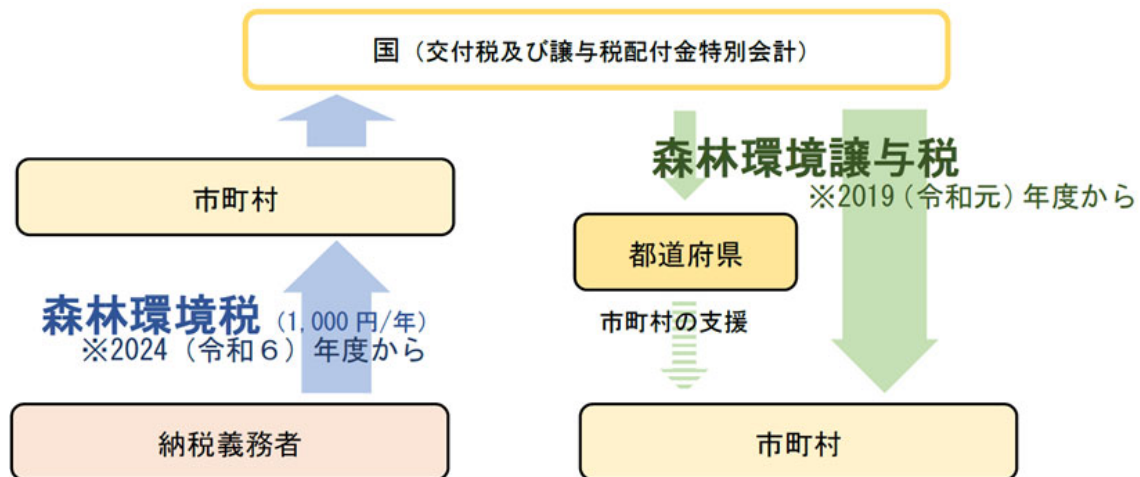 国（交付税及び譲与税配付金特別会計）
市町村
森林環境税（1,000円/年）
※2024（令和６）年度から
納税義務者
森林環境譲与税
※2019（令和元）年度から
都道府県
市町村の支援
市町村